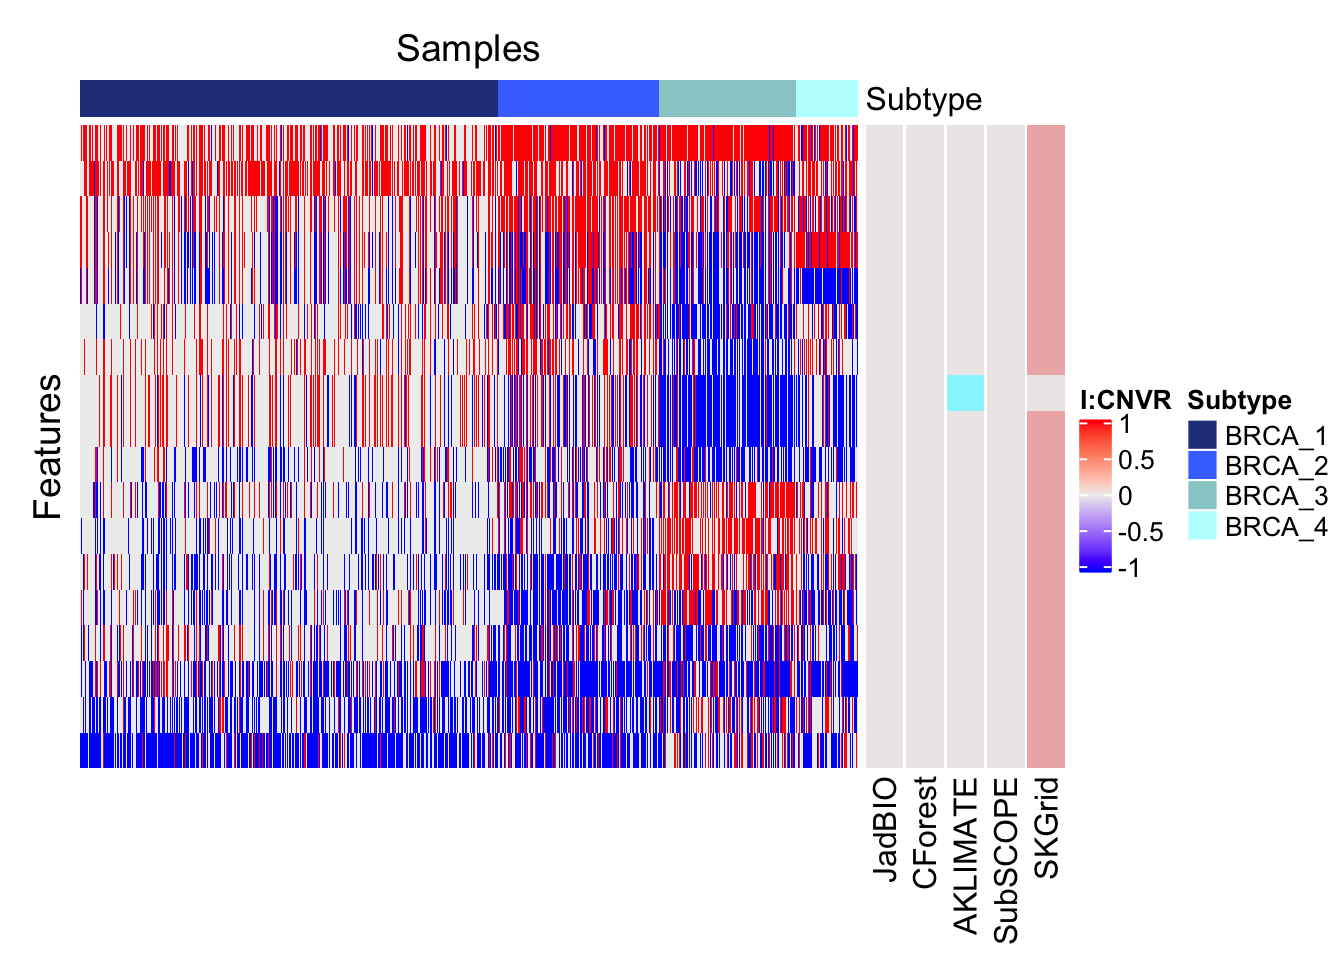 Samples
Subtype
Features
I:CNVR
1
0.5
0
-0.5
-1
Subtype
BRCA_1
BRCA_2
BRCA_3
BRCA_4
JadBIO
CForest
AKLIMATE
SubSCOPE
SKGrid